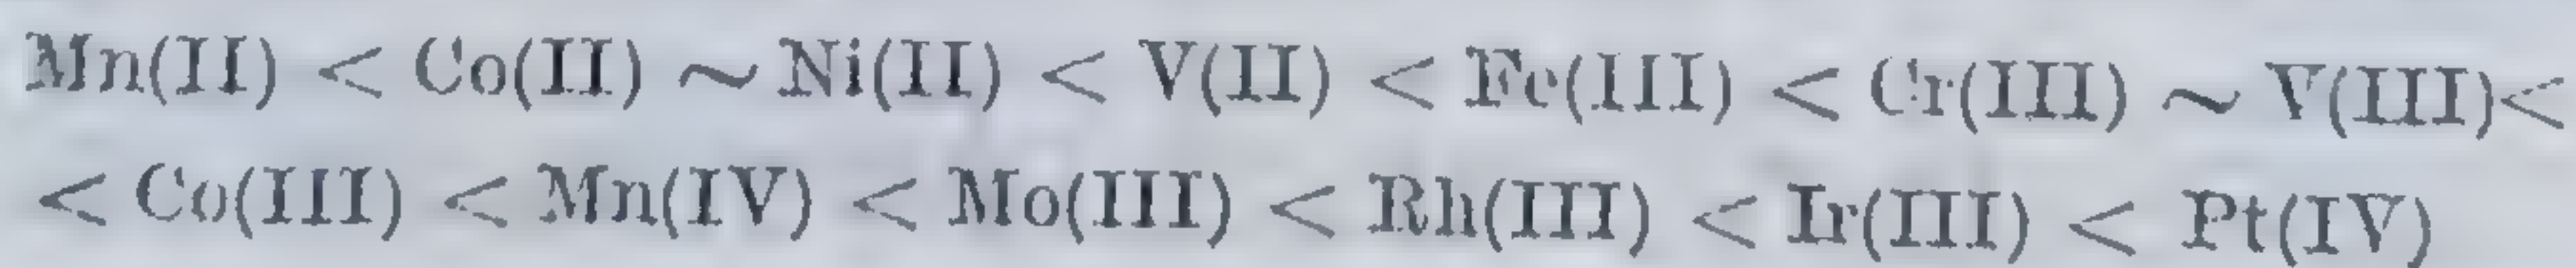 Mn(II) < Co(II) ~ Ni(II) < V(II) < Fe(III) < Cr(III) ~ V(III)<
< Co(III) < Mn(IV) < Mo(III) < Rh(III) < Ir(III) < Pt(IV)